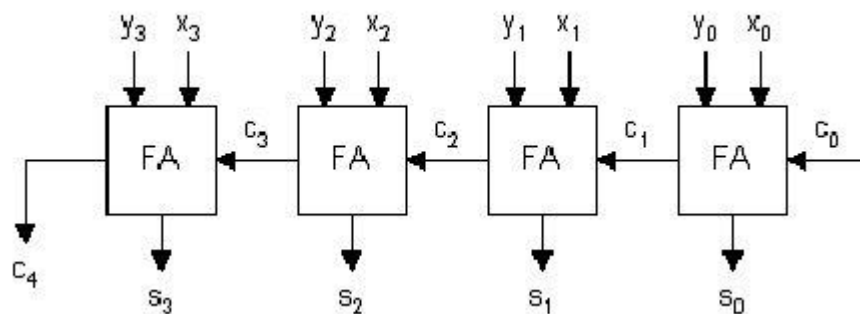 y₃ x₃ y₂ x₂ y₁ x₁ y₀ x₀
c₃ c₂ c₁ c₀
FA FA FA FA
c₄ s₃ s₂ s₁ s₀